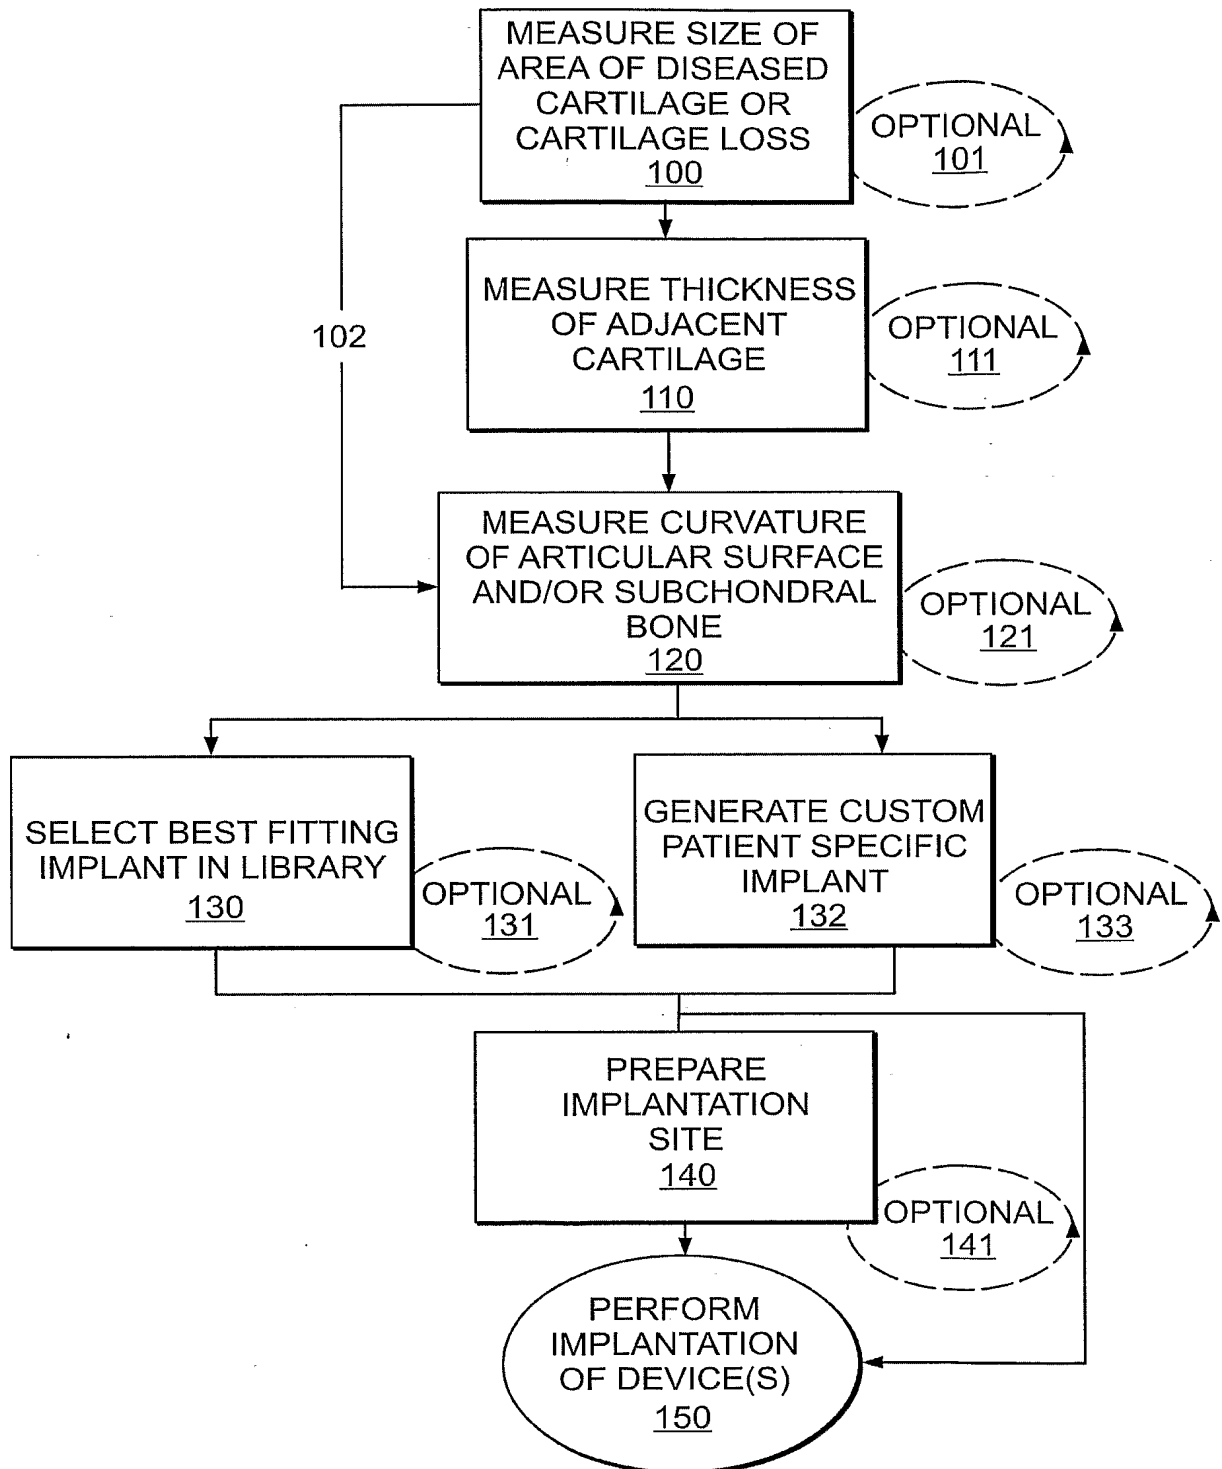 MEASURE SIZE OF
AREA OF DISEASED
CARTILAGE OR
CARTILAGE LOSS
100
OPTIONAL
101
MEASURE THICKNESS
OF ADJACENT
CARTILAGE
110
OPTIONAL
111
102
MEASURE CURVATURE
OF ARTICULAR SURFACE
AND/OR SUBCHONDRAL
BONE
120
OPTIONAL
121
SELECT BEST FITTING
IMPLANT IN LIBRARY
130
OPTIONAL
131
GENERATE CUSTOM
PATIENT SPECIFIC
IMPLANT
132
OPTIONAL
133
PREPARE
IMPLANTATION
SITE
140
OPTIONAL
141
PERFORM
IMPLANTATION
OF DEVICE(S)
150